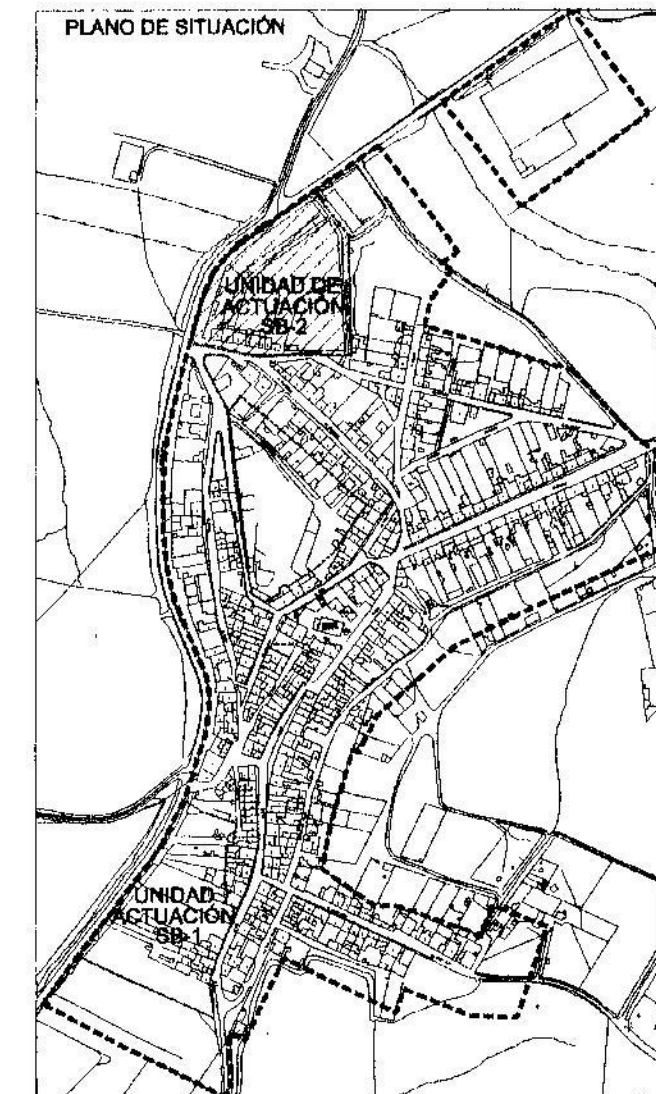 PLANO DE SITUACIÓN
UNIDAD DE
ACTUACIÓN
SB-2
UNIDAD
ACTUACIÓN
SB-1